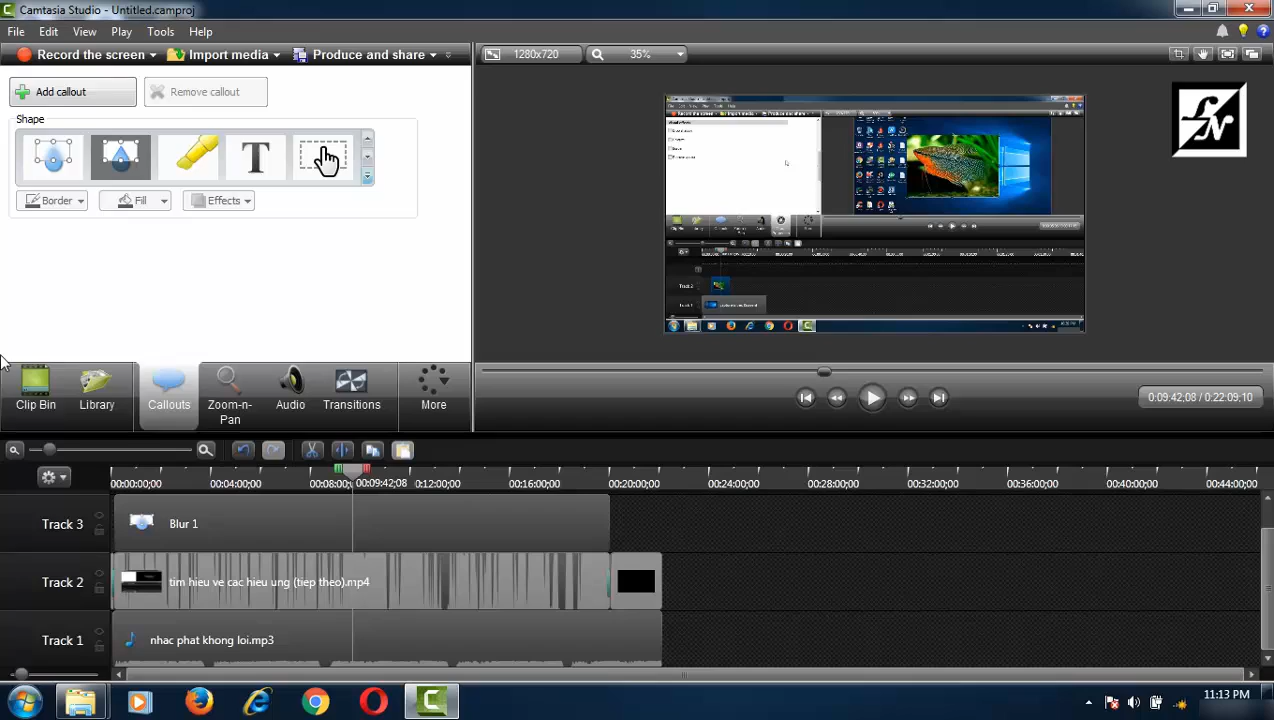 Camtasia Studio - Untitled.camproj
File Edit View Play Tools Help
Record the screen Import media Produce and share
1280x720 35%
Add callout Remove callout
Shape
T
Border Fill Effects
Clip Bin Library Callouts Zoom-n-Pan Audio Transitions More
0:09:42;08 / 0:22:09;10
00:00:00;00 00:04:00;00 00:08:00;00 00:09:42;08 00:12:00;00 00:16:00;00 00:20:00;00 00:24:00;00 00:28:00;00 00:32:00;00 00:36:00;00 00:40:00;00 00:44:00;00
Track 3 Blur 1
Track 2 tim hieu ve cac hieu ung (tiep theo).mp4
Track 1 nhac phat khong loi.mp3
11:13 PM